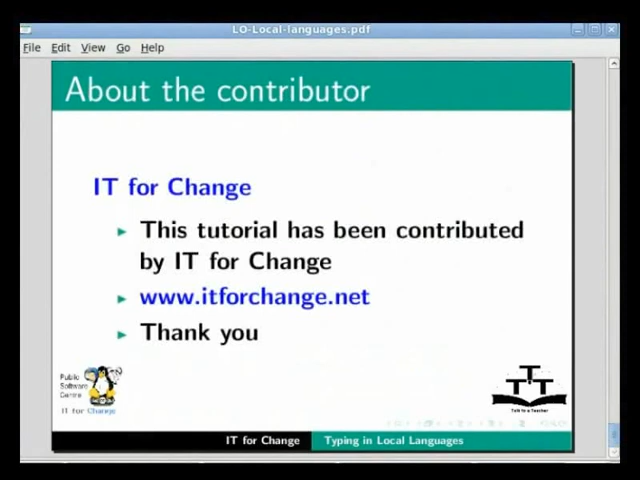 LO-Local-languages.pdf
File Edit View Go Help
About the contributor
IT for Change
This tutorial has been contributed
by IT for Change
www.itforchange.net
Thank you
Public
Software
Centre
IT for Change
T T T
Talk to a Teacher
IT for Change Typing in Local Languages